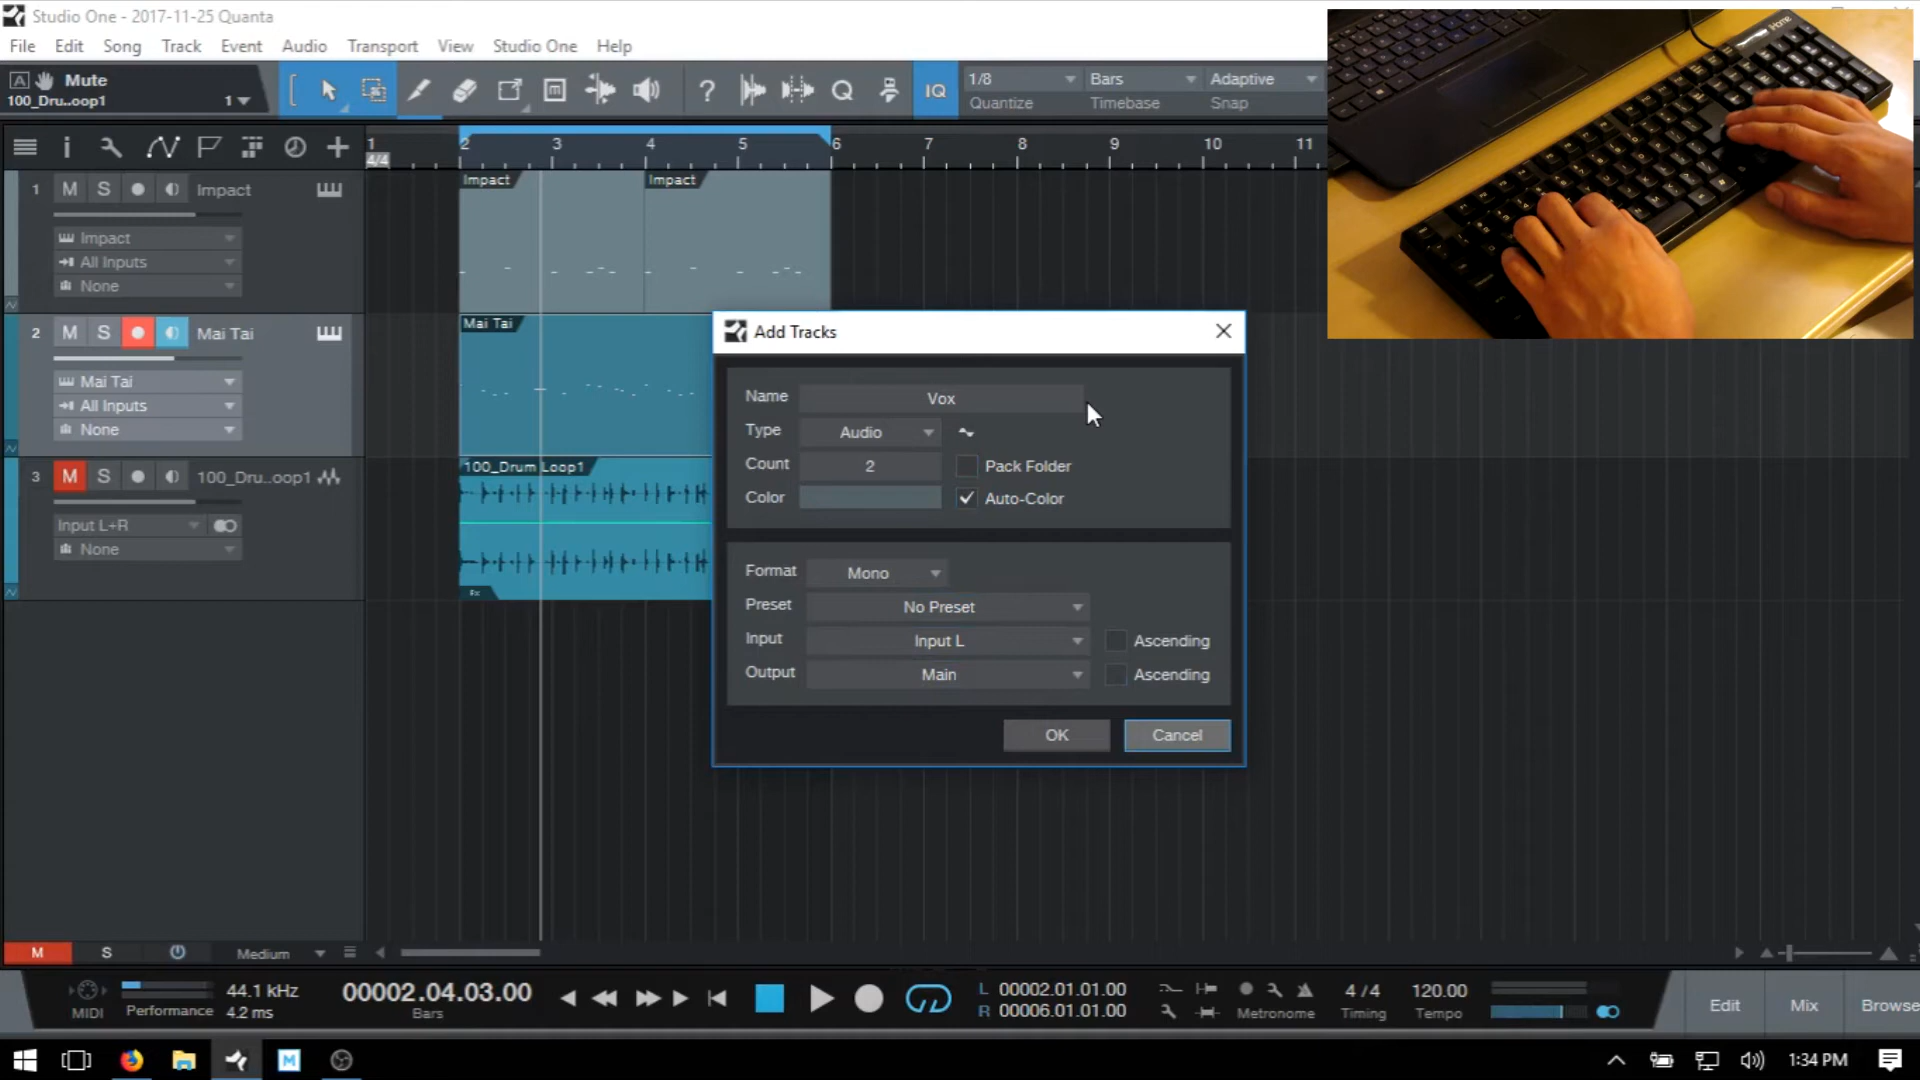 Studio One - 2017-11-25 Quanta
File Edit Song Track Event Audio Transport View Studio One Help
A Mute
100_Dru..oop1 1
? Q IQ
1/8 Bars Adaptive
Quantize Timebase Snap
Home
1 2 3 4 5 6 7 8 9 10 11
4/4
1 M S Impact
Impact
All Inputs
None
Impact Impact
2 M S Mai Tai
Mai Tai
All Inputs
None
Mai Tai
3 M S 100_Dru..oop1
Input L+R
None
100_Drum Loop1
Fx
Add Tracks
Name Vox
Type Audio
Count 2 Pack Folder
Color Auto-Color
Format Mono
Preset No Preset
Input Input L Ascending
Output Main Ascending
OK Cancel
M S Medium
MIDI
Performance
44.1 kHz
4.2 ms
00002.04.03.00
Bars
L 00002.01.01.00
R 00006.01.01.00
Metronome
4 / 4
Timing
120.00
Tempo
Edit Mix Browse
M
1:34 PM